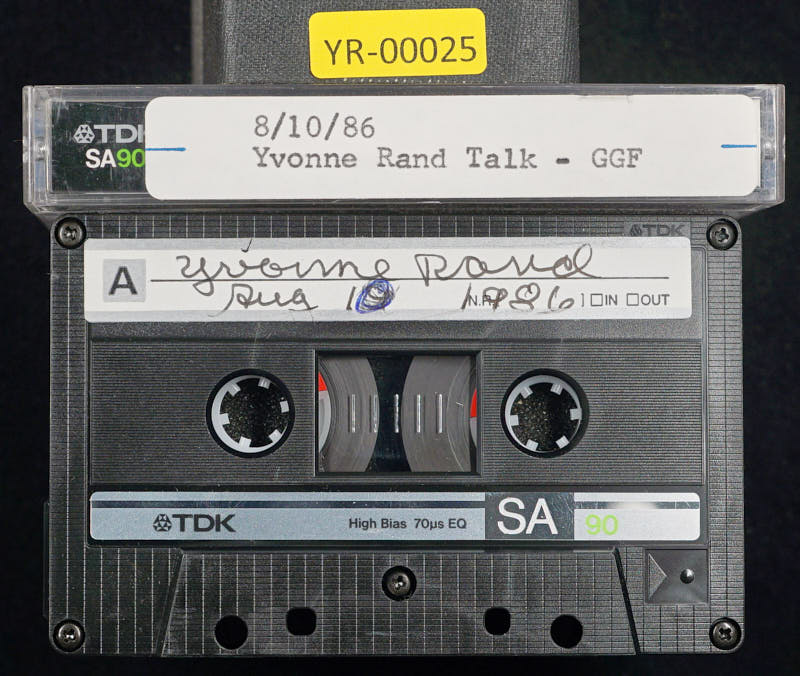 YR-00025
TDK
SA90
8/10/86
Yvonne Rand Talk - GGF
TDK
A Yvonne Rand
Aug 10 1986 N.R. [ ] IN OUT
TDK High Bias 70µs EQ SA 90